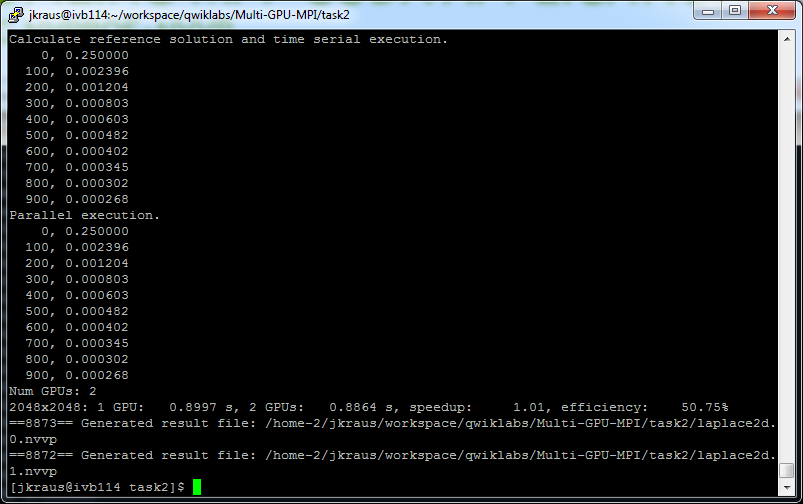 jkraus@ivb114:~/workspace/qwiklabs/Multi-GPU-MPI/task2
Calculate reference solution and time serial execution.
0, 0.250000
100, 0.002396
200, 0.001204
300, 0.000803
400, 0.000603
500, 0.000482
600, 0.000402
700, 0.000345
800, 0.000302
900, 0.000268
Parallel execution.
0, 0.250000
100, 0.002396
200, 0.001204
300, 0.000803
400, 0.000603
500, 0.000482
600, 0.000402
700, 0.000345
800, 0.000302
900, 0.000268
Num GPUs: 2
2048x2048: 1 GPU:   0.8997 s, 2 GPUs:   0.8864 s, speedup:     1.01, efficiency:    50.75%
==8873== Generated result file: /home-2/jkraus/workspace/qwiklabs/Multi-GPU-MPI/task2/laplace2d.
0.nvvp
==8872== Generated result file: /home-2/jkraus/workspace/qwiklabs/Multi-GPU-MPI/task2/laplace2d.
1.nvvp
[jkraus@ivb114 task2]$